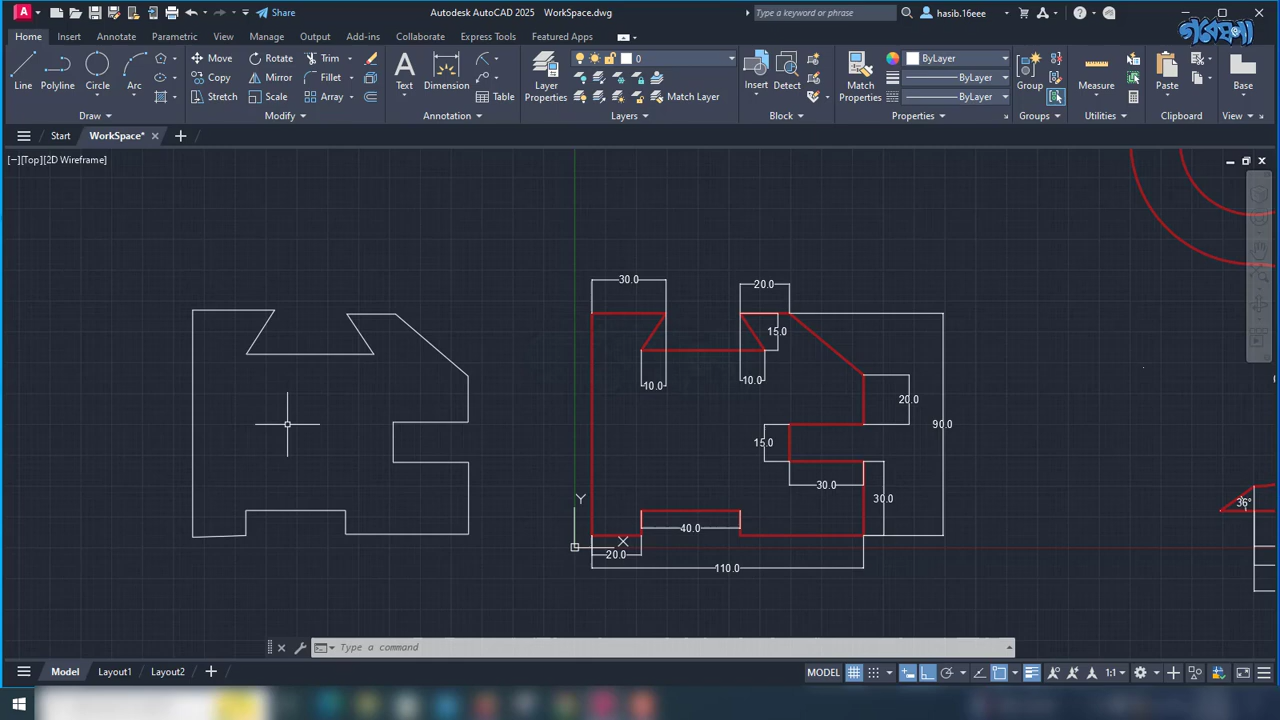 A Share Autodesk AutoCAD 2025 WorkSpace.dwg Type a keyword or phrase hasib.16eee
Home Insert Annotate Parametric View Manage Output Add-ins Collaborate Express Tools Featured Apps
গবেষণা
Line Polyline Circle Arc
Move Rotate Trim
Copy Mirror Fillet
Stretch Scale Array
Text Dimension Table
Layer Properties 0 Match Layer
Insert Detect
Match Properties ByLayer
ByLayer
ByLayer
Group Measure Paste Base
Draw Modify Annotation Layers Block Properties Groups Utilities Clipboard View
Start WorkSpace*
[−][Top][2D Wireframe]
30.0 20.0
15.0
10.0 10.0
20.0
90.0
15.0
30.0 30.0
Y
36°
40.0
X
20.0
110.0
Type a command
Model Layout1 Layout2 MODEL 1:1